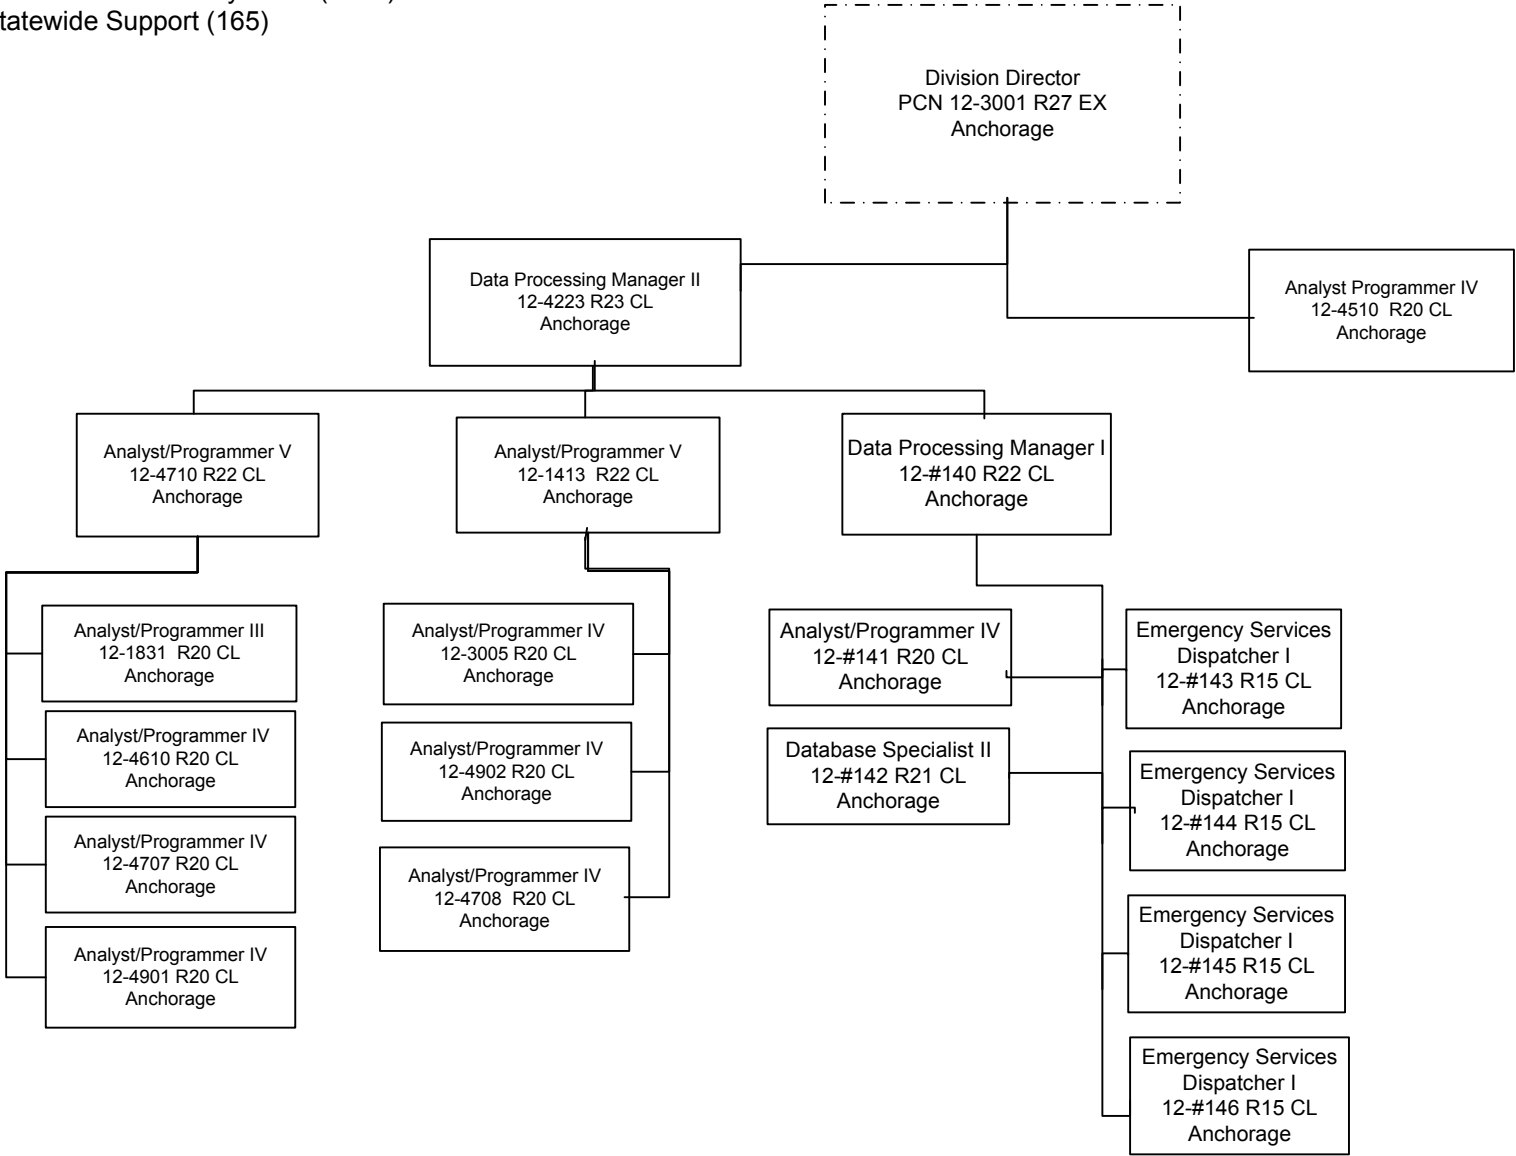 Statewide Support (165)
Division Director
PCN 12-3001 R27 EX
Anchorage
Data Processing Manager II
12-4223 R23 CL
Anchorage
Analyst Programmer IV
12-4510 R20 CL
Anchorage
Analyst/Programmer V
12-4710 R22 CL
Anchorage
Analyst/Programmer V
12-1413 R22 CL
Anchorage
Data Processing Manager I
12-#140 R22 CL
Anchorage
Analyst/Programmer III
12-1831 R20 CL
Anchorage
Analyst/Programmer IV
12-4610 R20 CL
Anchorage
Analyst/Programmer IV
12-4707 R20 CL
Anchorage
Analyst/Programmer IV
12-4901 R20 CL
Anchorage
Analyst/Programmer IV
12-3005 R20 CL
Anchorage
Analyst/Programmer IV
12-4902 R20 CL
Anchorage
Analyst/Programmer IV
12-4708 R20 CL
Anchorage
Analyst/Programmer IV
12-#141 R20 CL
Anchorage
Database Specialist II
12-#142 R21 CL
Anchorage
Emergency Services
Dispatcher I
12-#143 R15 CL
Anchorage
Emergency Services
Dispatcher I
12-#144 R15 CL
Anchorage
Emergency Services
Dispatcher I
12-#145 R15 CL
Anchorage
Emergency Services
Dispatcher I
12-#146 R15 CL
Anchorage